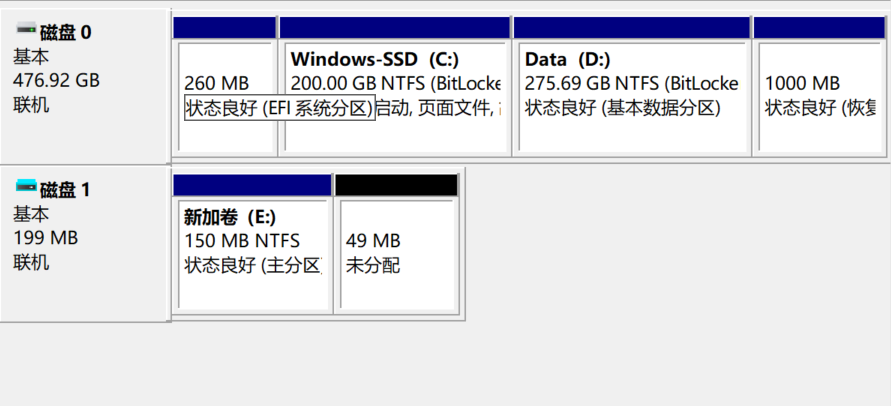 磁盘 0
基本
476.92 GB
联机
260 MB
状态良好 (EFI 系统分区)
Windows-SSD (C:)
200.00 GB NTFS (BitLocke
启动, 页面文件,
Data (D:)
275.69 GB NTFS (BitLocke
状态良好 (基本数据分区)
1000 MB
状态良好 (恢复
磁盘 1
基本
199 MB
联机
新加卷 (E:)
150 MB NTFS
状态良好 (主分区)
49 MB
未分配